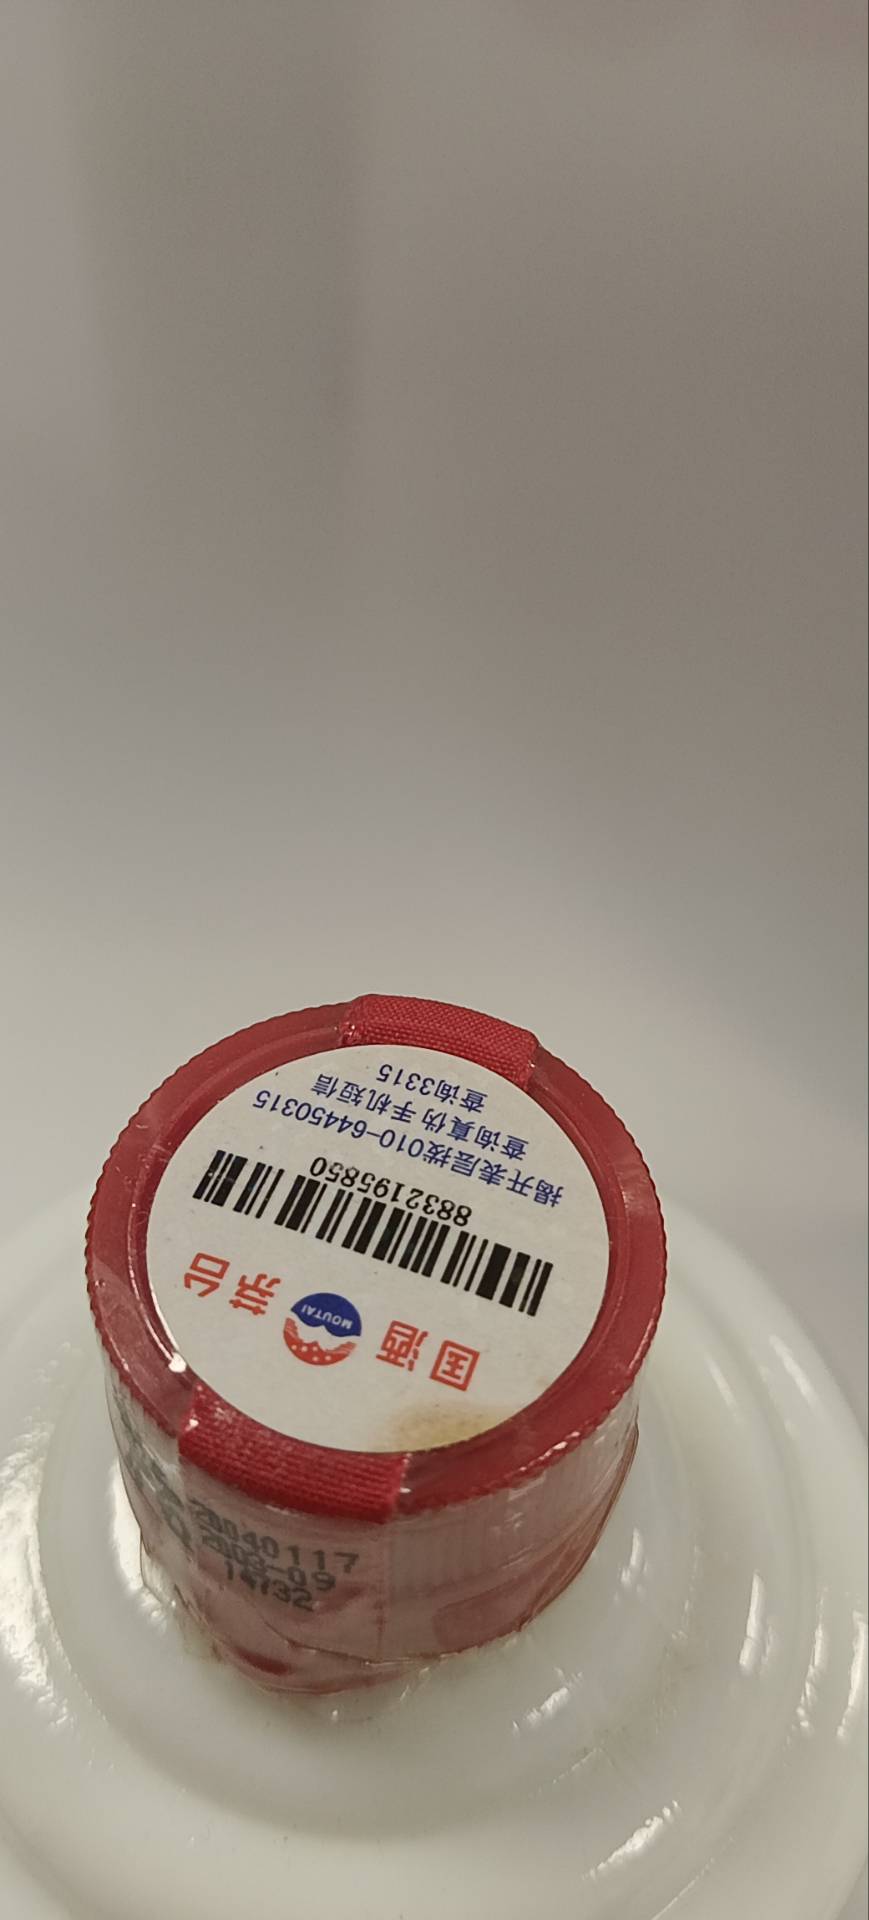 国酒 MOUTAI 茅台
8832195850
揭开表层拨010-64450315
查询真伪手机短信
查询3315
20040117
2003-09
14132